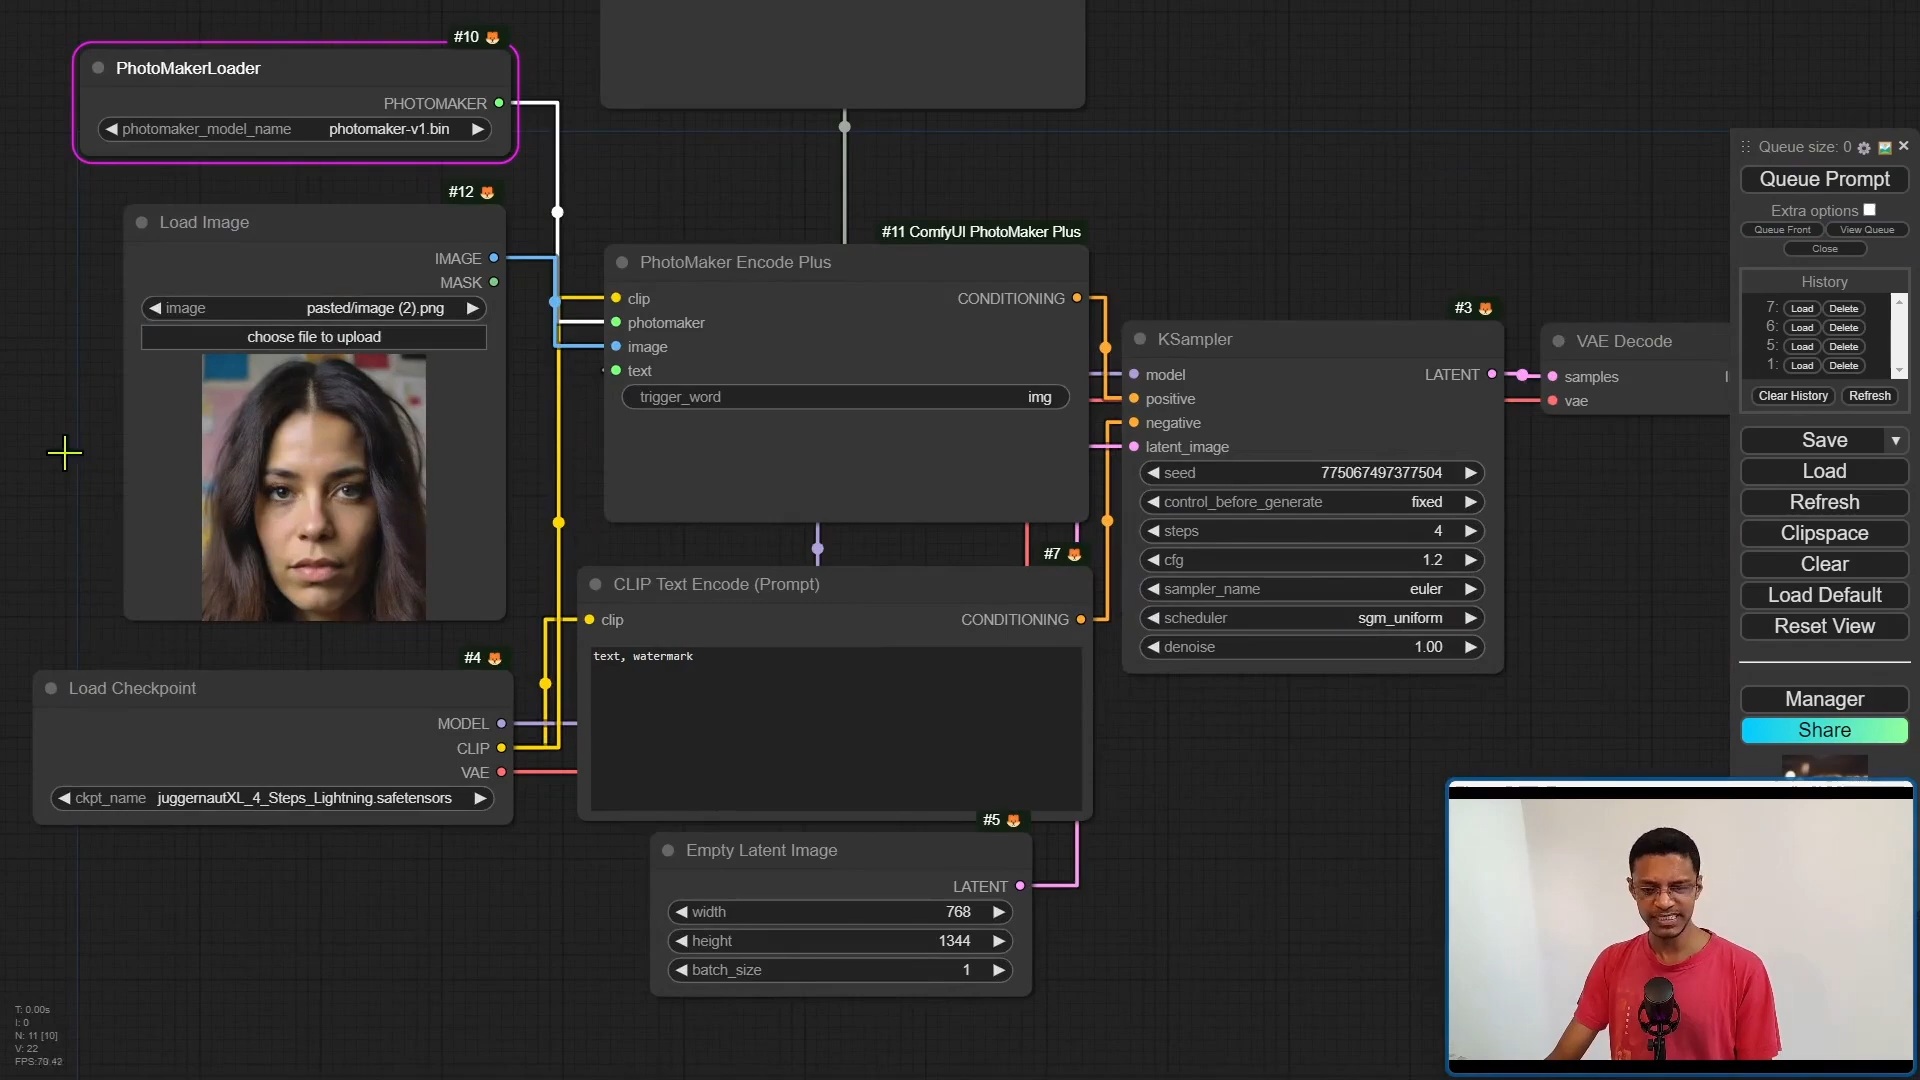 #10
PhotoMakerLoader
PHOTOMAKER
photomaker_model_name photomaker-v1.bin
#12
Load Image
IMAGE
MASK
image pasted/image (2).png
choose file to upload
#4
Load Checkpoint
MODEL
CLIP
VAE
ckpt_name juggernautXL_4_Steps_Lightning.safetensors
#11 ComfyUI PhotoMaker Plus
PhotoMaker Encode Plus
clip CONDITIONING
photomaker
image
text
trigger_word img
#7
CLIP Text Encode (Prompt)
clip CONDITIONING
text, watermark
#5
Empty Latent Image
LATENT
width 768
height 1344
batch_size 1
#3
KSampler
model LATENT
positive
negative
latent_image
seed 775067497377504
control_before_generate fixed
steps 4
cfg 1.2
sampler_name euler
scheduler sgm_uniform
denoise 1.00
VAE Decode
samples
vae
Queue size: 0
Queue Prompt
Extra options
Queue Front View Queue
Close
History
7: Load Delete
6: Load Delete
5: Load Delete
1: Load Delete
Clear History Refresh
Save
Load
Refresh
Clipspace
Clear
Load Default
Reset View
Manager
Share
T: 0.00s
I: 0
N: 11 [10]
V: 22
FPS:79.42